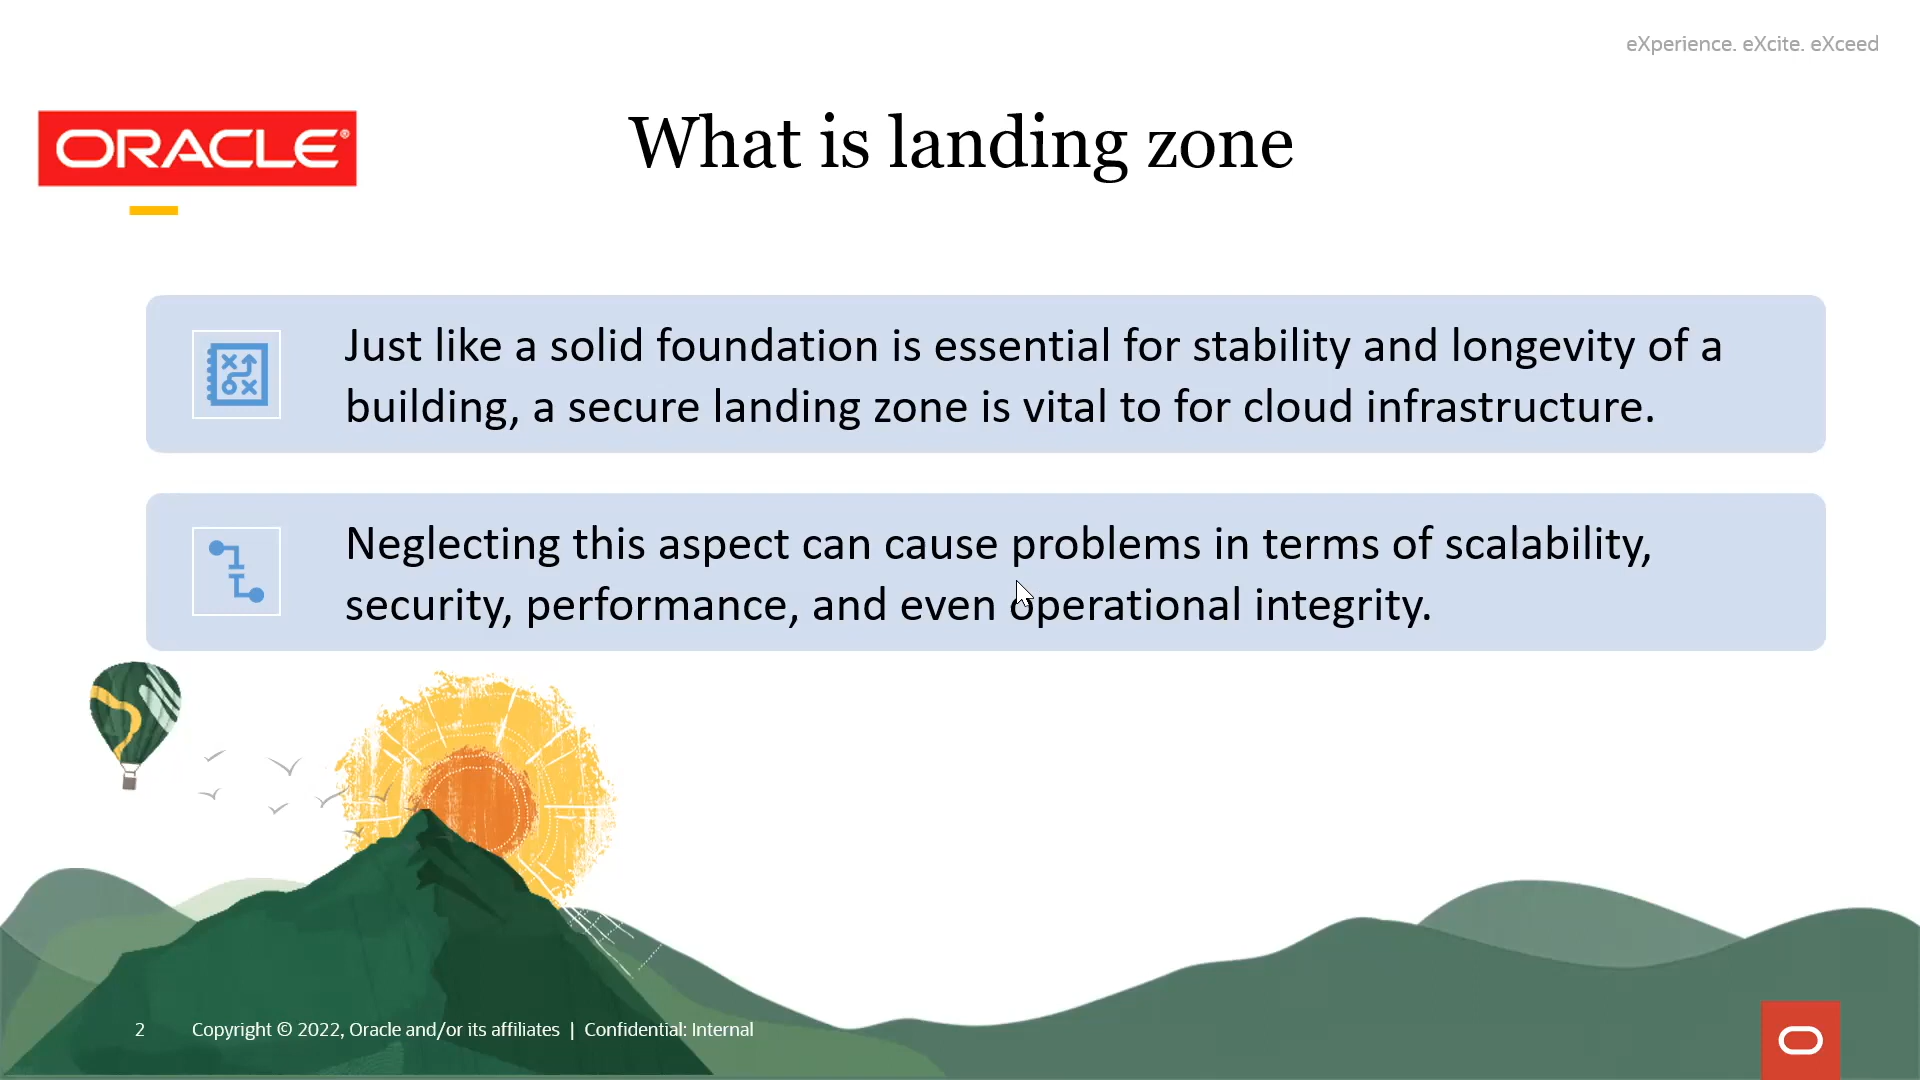 eXperience. eXcite. eXceed
ORACLE®
What is landing zone
Just like a solid foundation is essential for stability and longevity of a
building, a secure landing zone is vital to for cloud infrastructure.
Neglecting this aspect can cause problems in terms of scalability,
security, performance, and even operational integrity.
2 Copyright © 2022, Oracle and/or its affiliates | Confidential: Internal